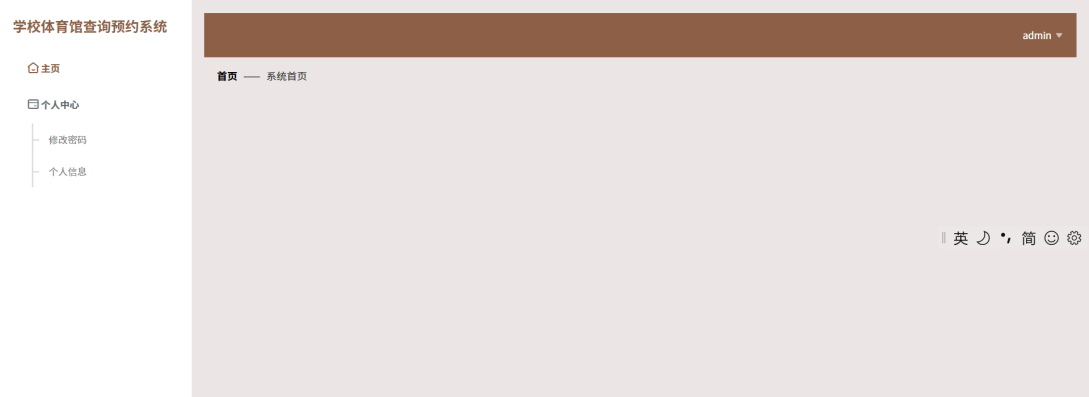 学校体育馆查询预约系统
主页
个人中心
修改密码
个人信息
admin
首页 —— 系统首页
英 简